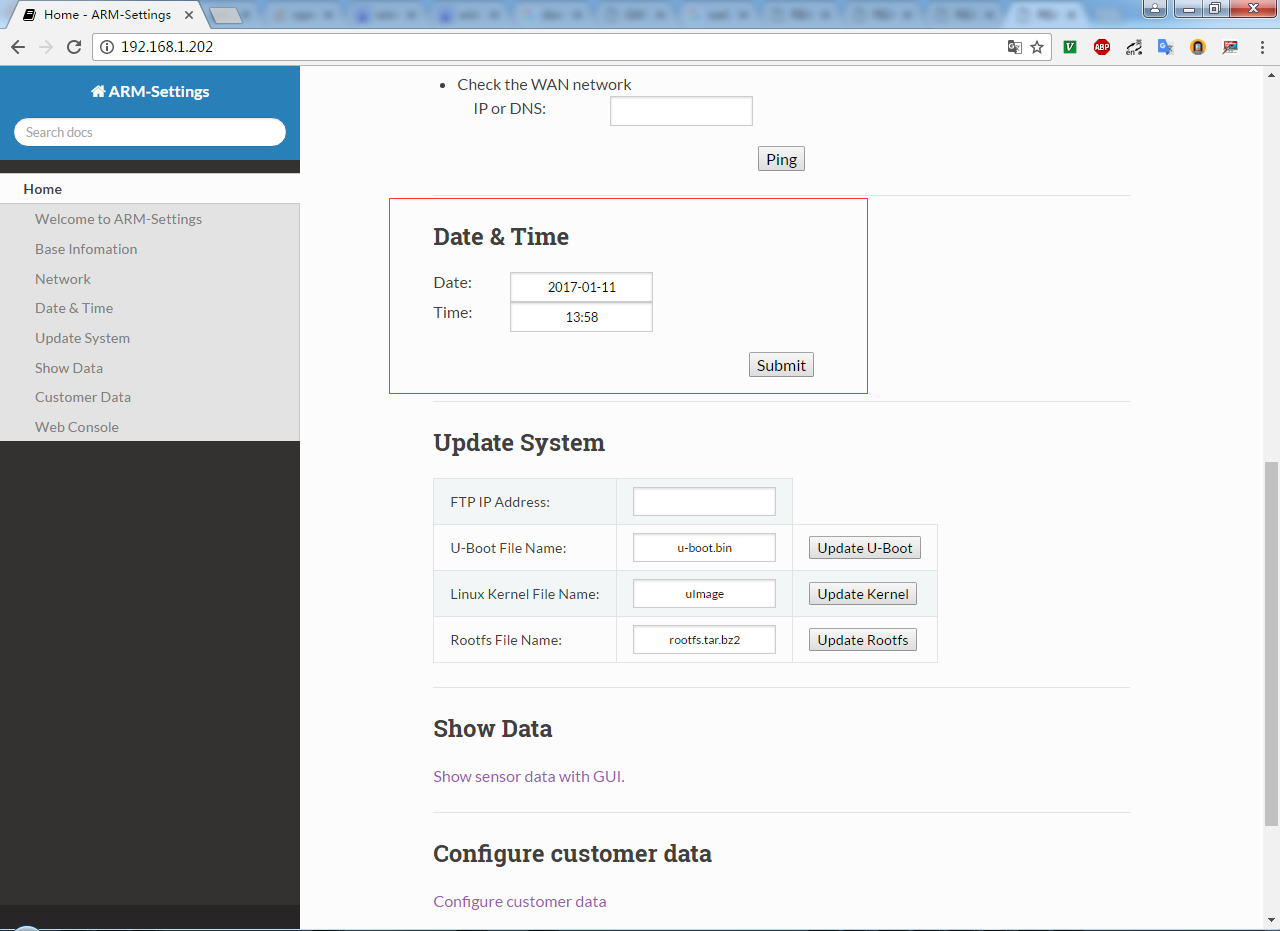 Home - ARM-Settings
192.168.1.202
ARM-Settings
Search docs
Home
Welcome to ARM-Settings
Base Infomation
Network
Date & Time
Update System
Show Data
Customer Data
Web Console
Check the WAN network
IP or DNS:
Ping
Date & Time
Date: 2017-01-11
Time: 13:58
Submit
Update System
FTP IP Address:
U-Boot File Name: u-boot.bin Update U-Boot
Linux Kernel File Name: uImage Update Kernel
Rootfs File Name: rootfs.tar.bz2 Update Rootfs
Show Data
Show sensor data with GUI.
Configure customer data
Configure customer data